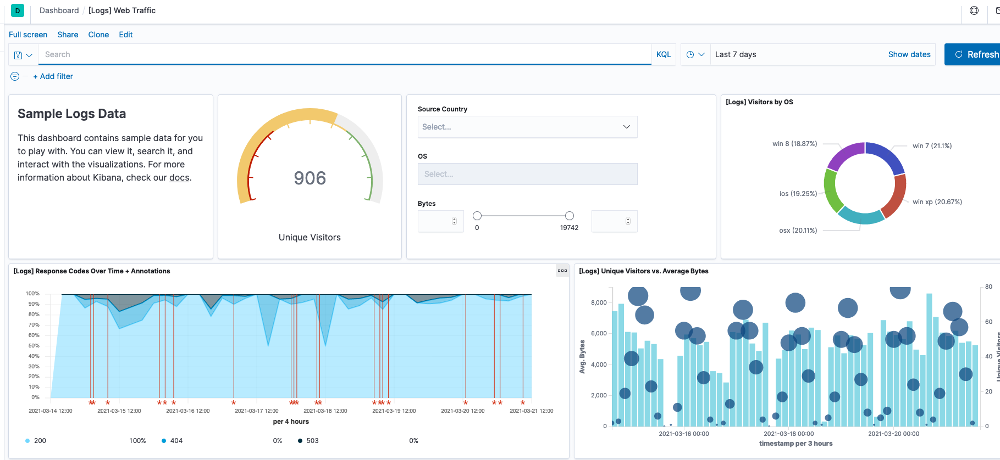 D
Dashboard / [Logs] Web Traffic
Full screen Share Clone Edit
Search KQL Last 7 days Show dates Refresh
+ Add filter
Sample Logs Data
This dashboard contains sample data for you
to play with. You can view it, search it, and
interact with the visualizations. For more
information about Kibana, check our docs.
906
Unique Visitors
Source Country
Select...
OS
Select...
Bytes
0 19742
[Logs] Visitors by OS
win 8 (18.87%)
win 7 (21.1%)
ios (19.25%)
win xp (20.67%)
osx (20.11%)
[Logs] Response Codes Over Time + Annotations
100%
90%
80%
70%
60%
50%
40%
30%
20%
10%
0%
2021-03-14 12:00 2021-03-15 12:00 2021-03-16 12:00 2021-03-17 12:00 2021-03-18 12:00 2021-03-19 12:00 2021-03-20 12:00 2021-03-21 12:00
per 4 hours
200 100% 404 0% 503 0%
[Logs] Unique Visitors vs. Average Bytes
Avg. Bytes
8,000
6,000
4,000
2,000
0
80
60
40
20
0
Unique Visitors
2021-03-16 00:00 2021-03-18 00:00 2021-03-20 00:00
timestamp per 3 hours